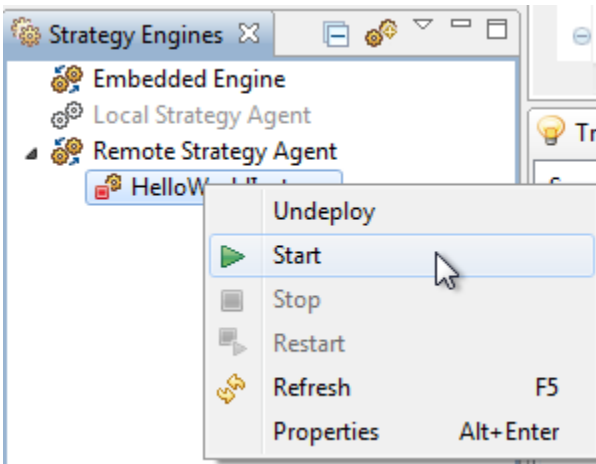 Strategy Engines
Embedded Engine
Local Strategy Agent
Remote Strategy Agent
Undeploy
Start
Stop
Restart
Refresh F5
Properties Alt+Enter